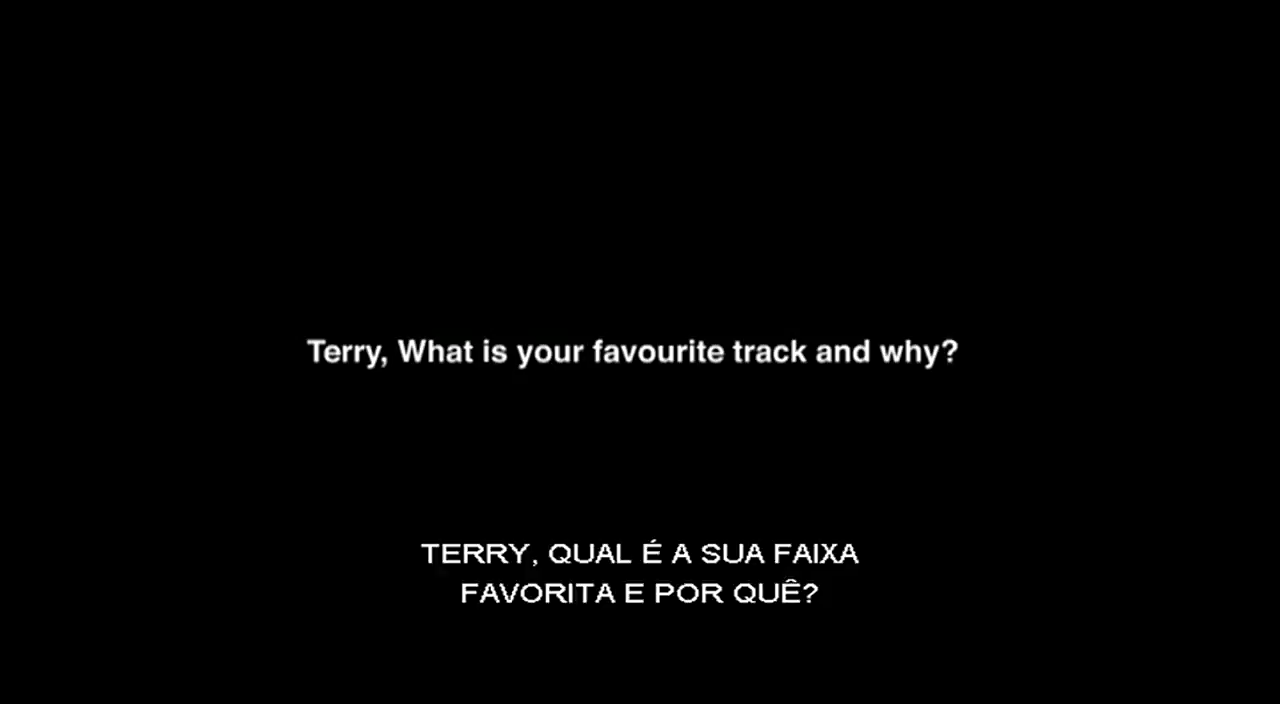 Terry, What is your favourite track and why?
TERRY, QUAL É A SUA FAIXA
FAVORITA E POR QUÊ?